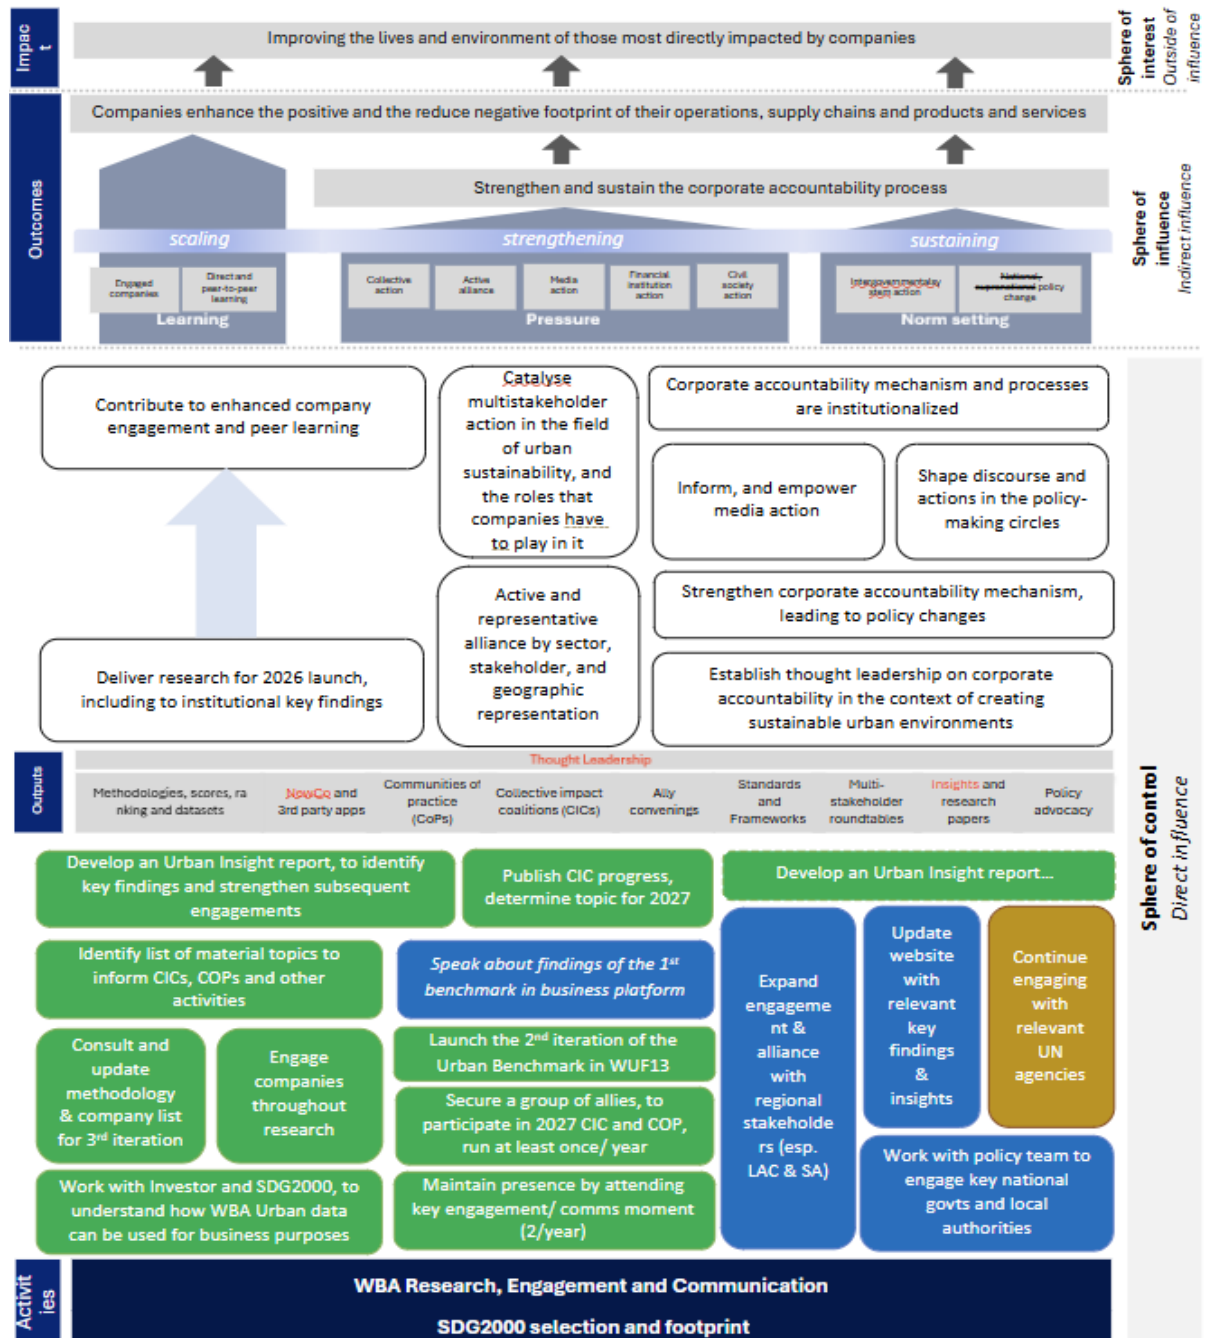 Impac
t
Improving the lives and environment of those most directly impacted by companies
Sphere of
interest
Outside of
influence
Outcomes
Companies enhance the positive and the reduce negative footprint of their operations, supply chains and products and services
Strengthen and sustain the corporate accountability process
Sphere of
influence
Indirect influence
scaling
strengthening
sustaining
Engaged
companies
Direct and
peer-to-peer
learning
Learning
Collective
action
Active
alliance
Media
action
Financial
institution
action
Civil
society
action
Pressure
Intergovernmentalsy
stem action
National,
supranational policy
change
Norm setting
Contribute to enhanced company
engagement and peer learning
Catalyse
multistakeholder
action in the field
of urban
sustainability, and
the roles that
companies have
to play in it
Corporate accountability mechanism and processes
are institutionalized
Inform, and empower
media action
Shape discourse and
actions in the policy-
making circles
Active and
representative
alliance by sector,
stakeholder, and
geographic
representation
Strengthen corporate accountability mechanism,
leading to policy changes
Deliver research for 2026 launch,
including to institutional key findings
Establish thought leadership on corporate
accountability in the context of creating
sustainable urban environments
Sphere of control
Direct influence
Outputs
Thought Leadership
Methodologies, scores, ra
nking and datasets
NowCo and
3rd party apps
Communities of
practice
(CoPs)
Collective impact
coalitions (CICs)
Ally
convenings
Standards
and
Frameworks
Multi-
stakeholder
roundtables
Insights and
research
papers
Policy
advocacy
Develop an Urban Insight report, to identify
key findings and strengthen subsequent
engagements
Publish CIC progress,
determine topic for 2027
Develop an Urban Insight report...
Identify list of material topics to
inform CICs, COPs and other
activities
Speak about findings of the 1st
benchmark in business platform
Expand
engageme
nt &
alliance
with
regional
stakeholde
rs (esp.
LAC & SA)
Update
website
with
relevant
key
findings
&
insights
Continue
engaging
with
relevant
UN
agencies
Consult and
update
methodology
& company list
for 3rd iteration
Engage
companies
throughout
research
Launch the 2nd iteration of the
Urban Benchmark in WUF13
Secure a group of allies, to
participate in 2027 CIC and COP,
run at least once/ year
Work with policy team to
engage key national
govts and local
authorities
Work with Investor and SDG2000, to
understand how WBA Urban data
can be used for business purposes
Maintain presence by attending
key engagement/ comms moment
(2/year)
Activit
ies
WBA Research, Engagement and Communication
SDG2000 selection and footprint